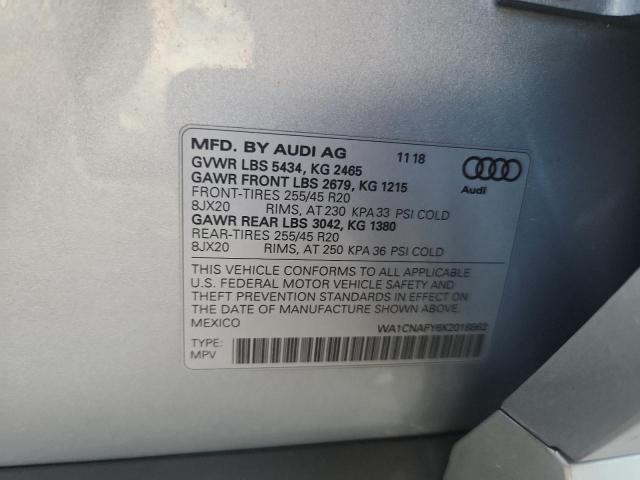 MFD. BY AUDI AG 11 18
GVWR LBS 5434, KG 2465
GAWR FRONT LBS 2679, KG 1215
FRONT-TIRES 255/45 R20
8JX20 RIMS, AT 230 KPA 33 PSI COLD
GAWR REAR LBS 3042, KG 1380
REAR-TIRES 255/45 R20
8JX20 RIMS, AT 250 KPA 36 PSI COLD
Audi
THIS VEHICLE CONFORMS TO ALL APPLICABLE
U.S. FEDERAL MOTOR VEHICLE SAFETY AND
THEFT PREVENTION STANDARDS IN EFFECT ON
THE DATE OF MANUFACTURE SHOWN ABOVE
MEXICO
WA1CNAFY6K2018862
TYPE:
MPV